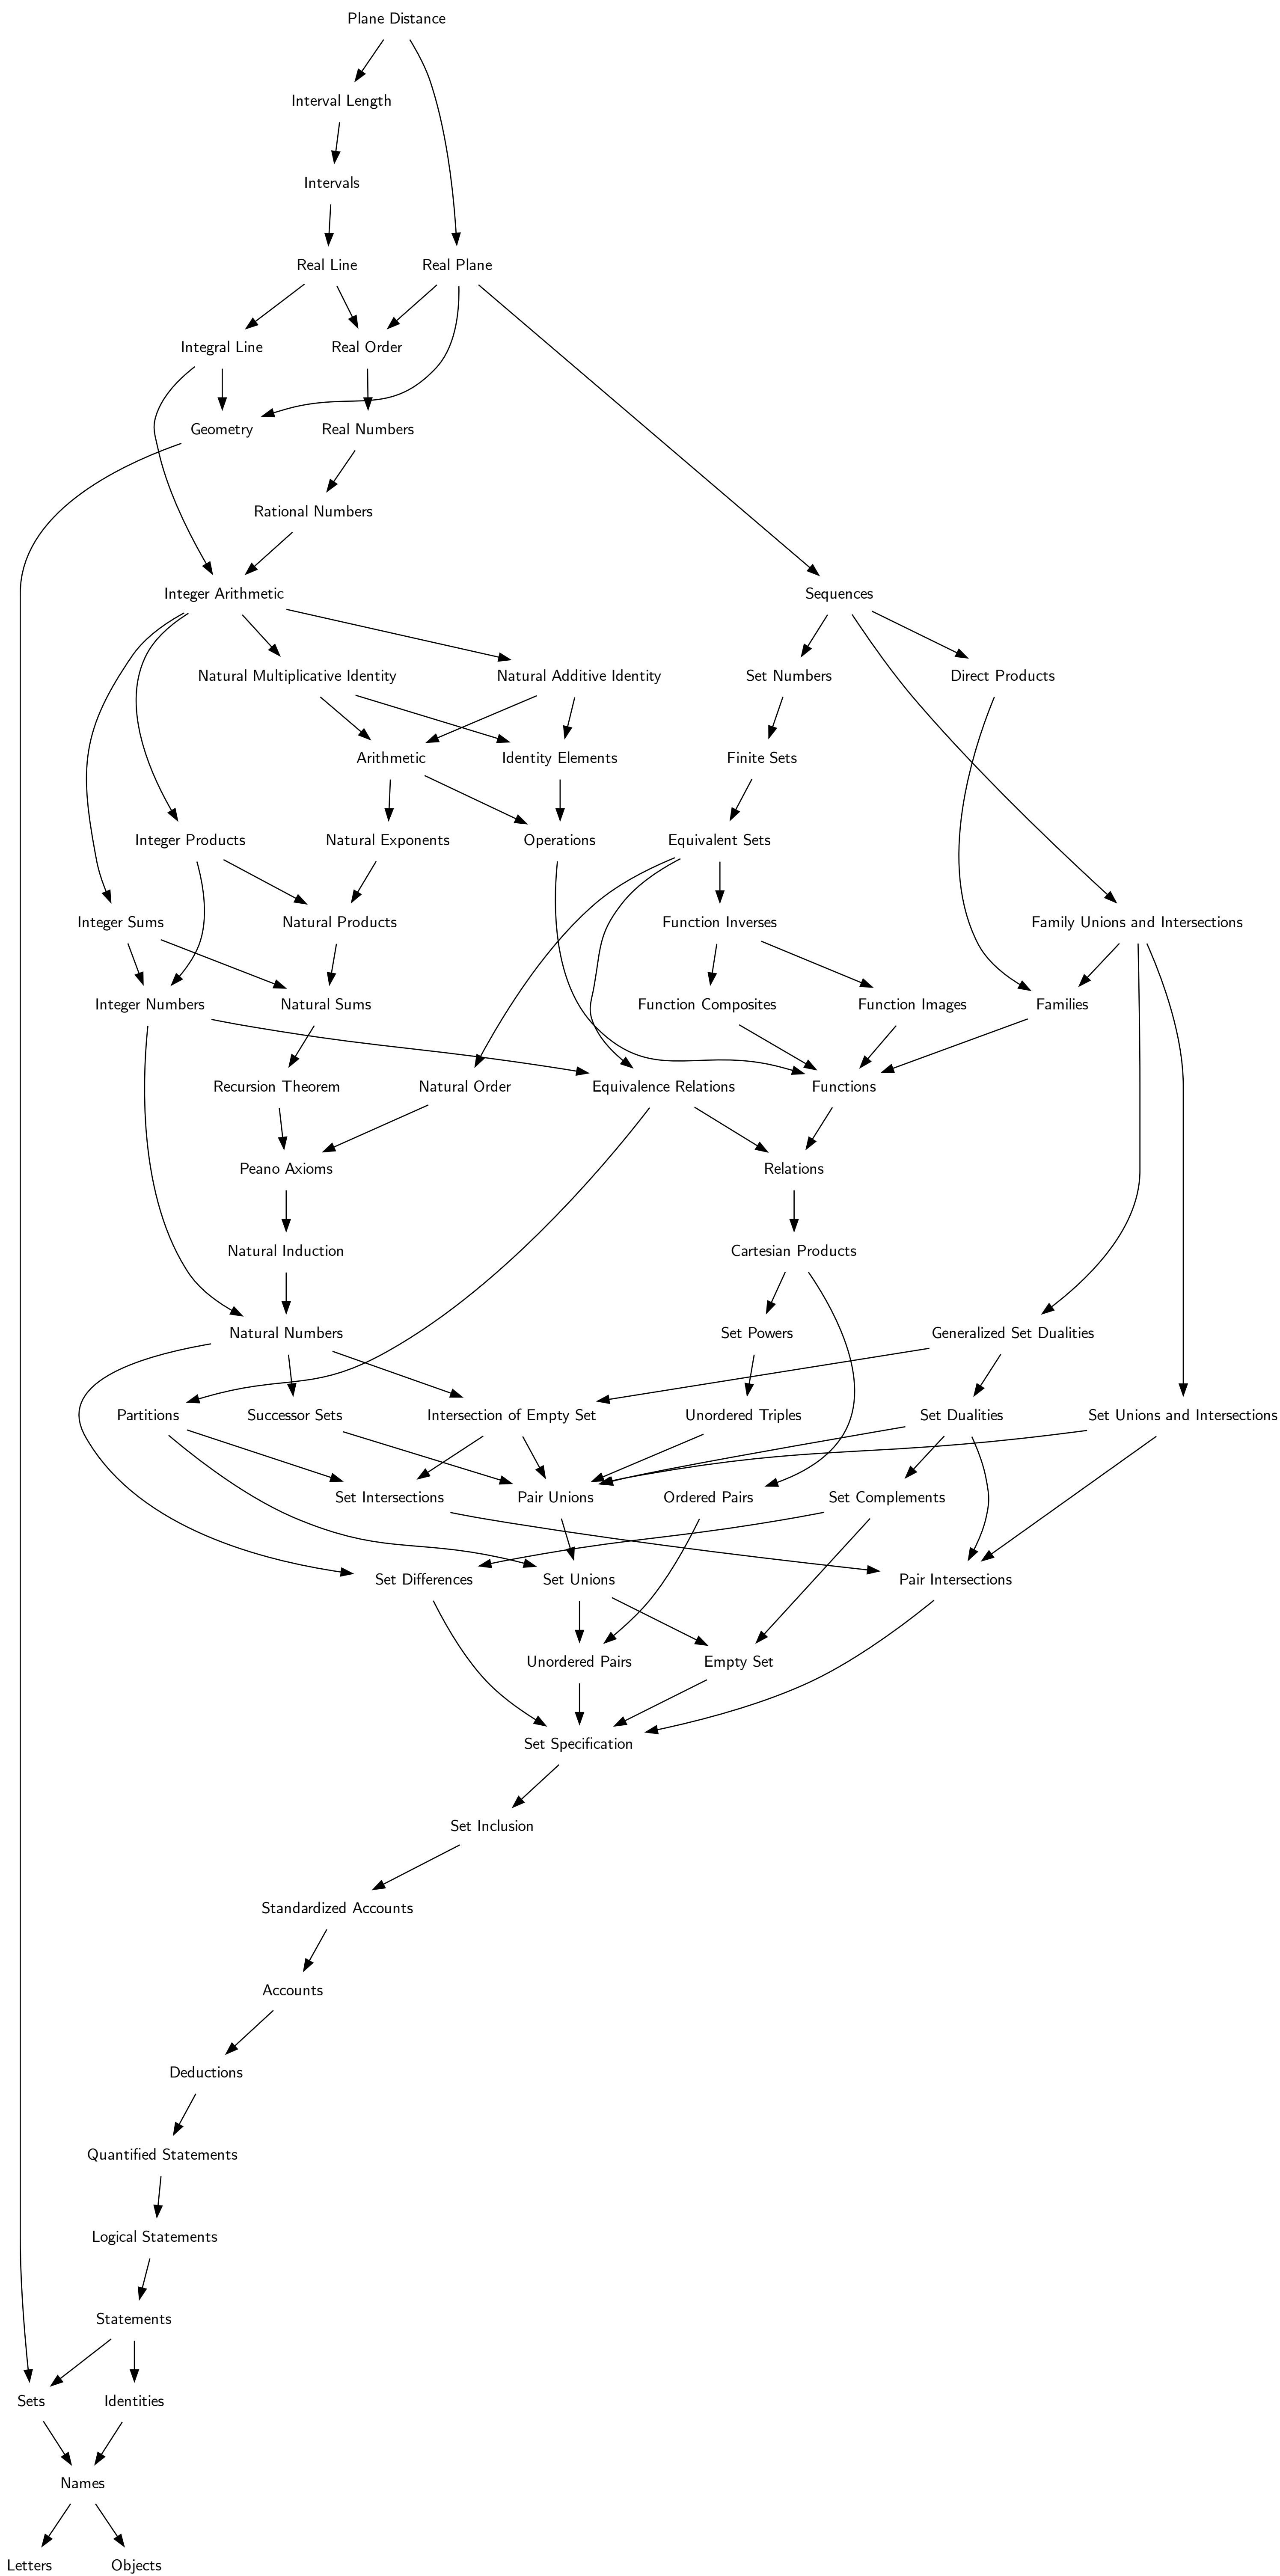 Plane Distance
Interval Length
Intervals
Real Line
Real Plane
Integral Line
Real Order
Geometry
Real Numbers
Rational Numbers
Integer Arithmetic
Sequences
Natural Multiplicative Identity
Natural Additive Identity
Set Numbers
Direct Products
Arithmetic
Identity Elements
Finite Sets
Integer Products
Natural Exponents
Operations
Equivalent Sets
Integer Sums
Natural Products
Function Inverses
Family Unions and Intersections
Integer Numbers
Natural Sums
Function Composites
Function Images
Families
Recursion Theorem
Natural Order
Equivalence Relations
Functions
Peano Axioms
Relations
Natural Induction
Cartesian Products
Natural Numbers
Set Powers
Generalized Set Dualities
Partitions
Successor Sets
Intersection of Empty Set
Unordered Triples
Set Dualities
Set Unions and Intersections
Set Intersections
Pair Unions
Ordered Pairs
Set Complements
Set Differences
Set Unions
Pair Intersections
Unordered Pairs
Empty Set
Set Specification
Set Inclusion
Standardized Accounts
Accounts
Deductions
Quantified Statements
Logical Statements
Statements
Sets
Identities
Names
Letters
Objects